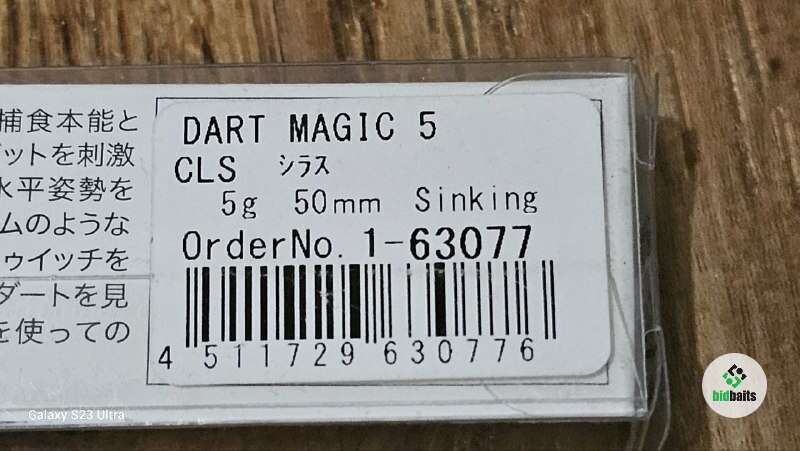 捕食本能と
ットを刺激
水平姿勢を
ムのような
ゥイッチを
ダートを見
を使っての
DART MAGIC 5
CLS シラス
5g 50mm Sinking
OrderNo. 1-63077
4 511729 630776
Galaxy S23 Ultra
bidbaits